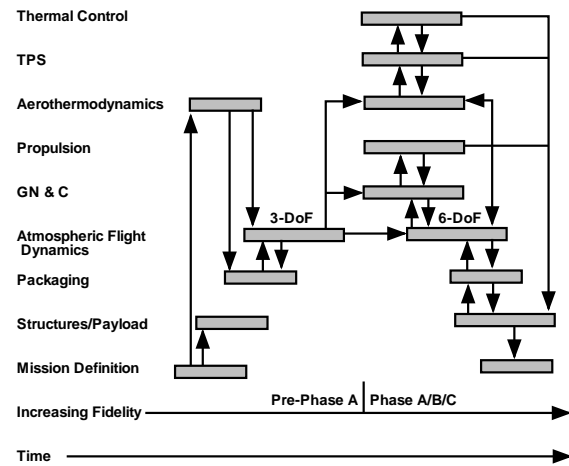 Thermal Control
TPS
Aerothermodynamics
Propulsion
GN & C
3-DoF
6-DoF
Atmospheric Flight
Dynamics
Packaging
Structures/Payload
Mission Definition
Pre-Phase A
Phase A/B/C
Increasing Fidelity
Time